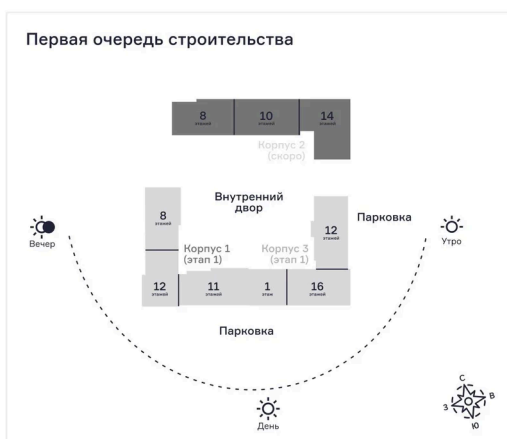 Первая очередь строительства
8
этажей
10
этажей
14
этажей
Корпус 2
(скоро)
Внутренний
двор
8
этажей
12
этажей
Парковка
Вечер
Утро
Корпус 1
(этап 1)
Корпус 3
(этап 1)
12
этажей
11
этажей
1
этаж
16
этажей
Парковка
День
С
В
З
Ю